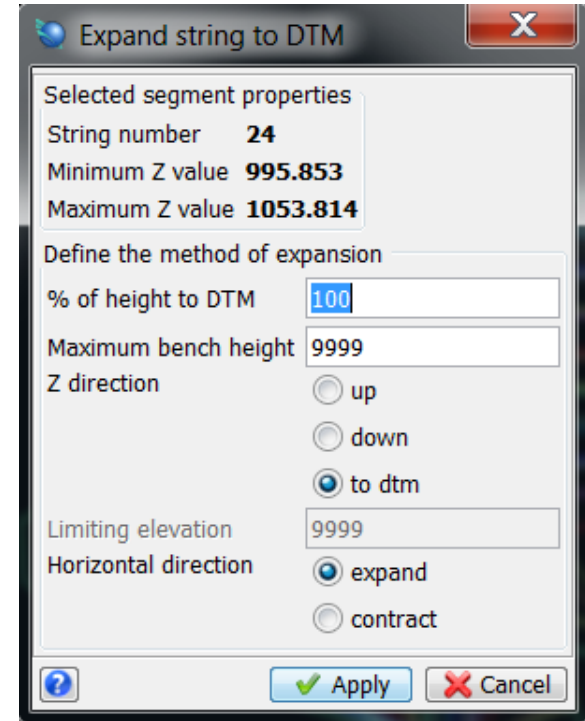 Expand string to DTM
X
Selected segment properties
String number 24
Minimum Z value 995.853
Maximum Z value 1053.814
Define the method of expansion
% of height to DTM 100
Maximum bench height 9999
Z direction up
down
to dtm
Limiting elevation 9999
Horizontal direction expand
contract
? Apply Cancel